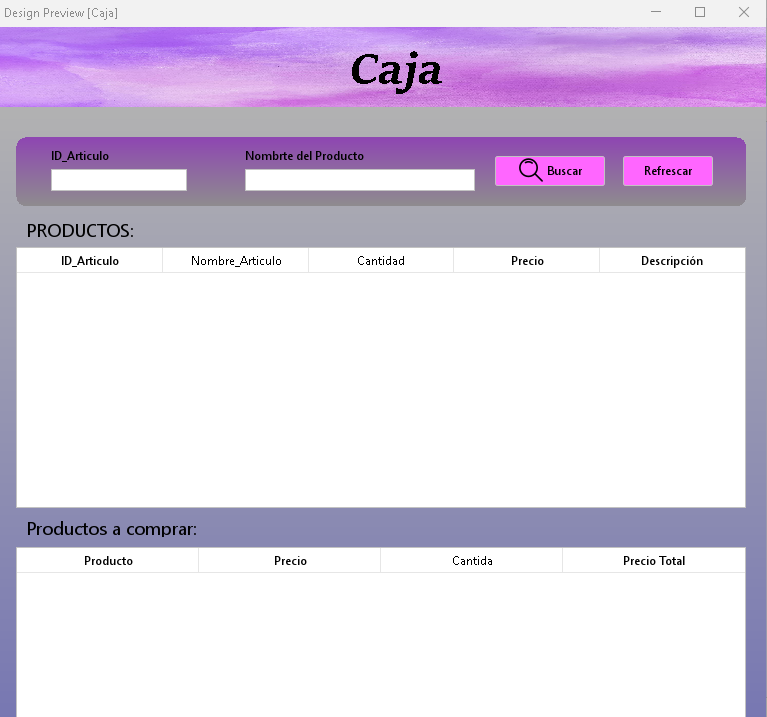 Design Preview [Caja]
Caja
ID_Articulo
Nombrte del Producto
Buscar
Refrescar
PRODUCTOS:
ID_Articulo Nombre_Articulo Cantidad Precio Descripción
Productos a comprar:
Producto Precio Cantida Precio Total